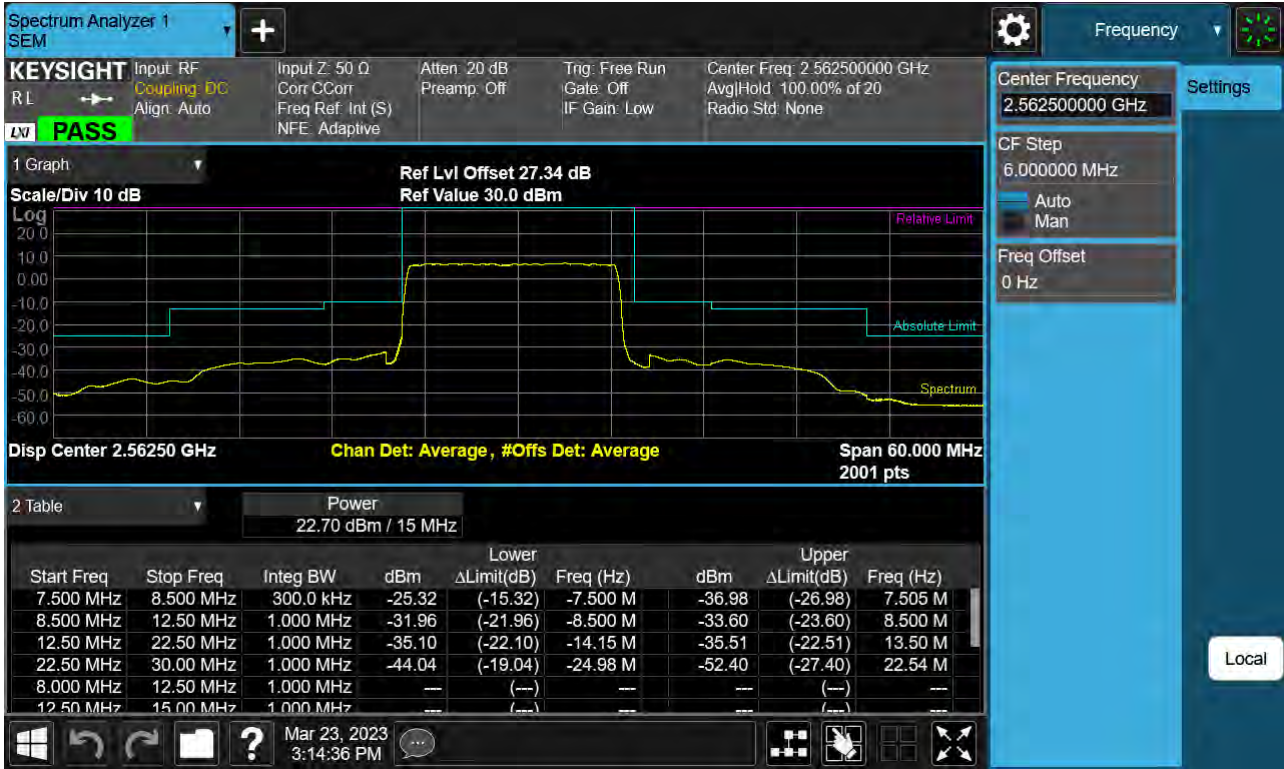 Spectrum Analyzer 1
SEM
+
Frequency
KEYSIGHT
RL
LXI
PASS
Input: RF
Coupling: DC
Align: Auto
Input Z: 50 Ω
Corr CCorr
Freq Ref: Int (S)
NFE: Adaptive
Atten: 20 dB
Preamp: Off
Trig: Free Run
Gate: Off
IF Gain: Low
Center Freq: 2.562500000 GHz
Avg|Hold: 100.00% of 20
Radio Std: None
Center Frequency
2.562500000 GHz
Settings
CF Step
6.000000 MHz
Auto
Man
Freq Offset
0 Hz
Local
1 Graph
Scale/Div 10 dB
Ref Lvl Offset 27.34 dB
Ref Value 30.0 dBm
Log
20.0
10.0
0.00
-10.0
-20.0
-30.0
-40.0
-50.0
-60.0
Relative Limit
Absolute Limit
Spectrum
Disp Center 2.56250 GHz
Chan Det: Average, #Offs Det: Average
Span 60.000 MHz
2001 pts
2 Table
Power
22.70 dBm / 15 MHz
Lower Upper
Start Freq Stop Freq Integ BW dBm ΔLimit(dB) Freq (Hz) dBm ΔLimit(dB) Freq (Hz)
7.500 MHz 8.500 MHz 300.0 kHz -25.32 (-15.32) -7.500 M -36.98 (-26.98) 7.505 M
8.500 MHz 12.50 MHz 1.000 MHz -31.96 (-21.96) -8.500 M -33.60 (-23.60) 8.500 M
12.50 MHz 22.50 MHz 1.000 MHz -35.10 (-22.10) -14.15 M -35.51 (-22.51) 13.50 M
22.50 MHz 30.00 MHz 1.000 MHz -44.04 (-19.04) -24.98 M -52.40 (-27.40) 22.54 M
8.000 MHz 12.50 MHz 1.000 MHz --- (---) --- --- (---) ---
12.50 MHz 15.00 MHz 1.000 MHz --- (---) --- --- (---) ---
?
Mar 23, 2023
3:14:36 PM